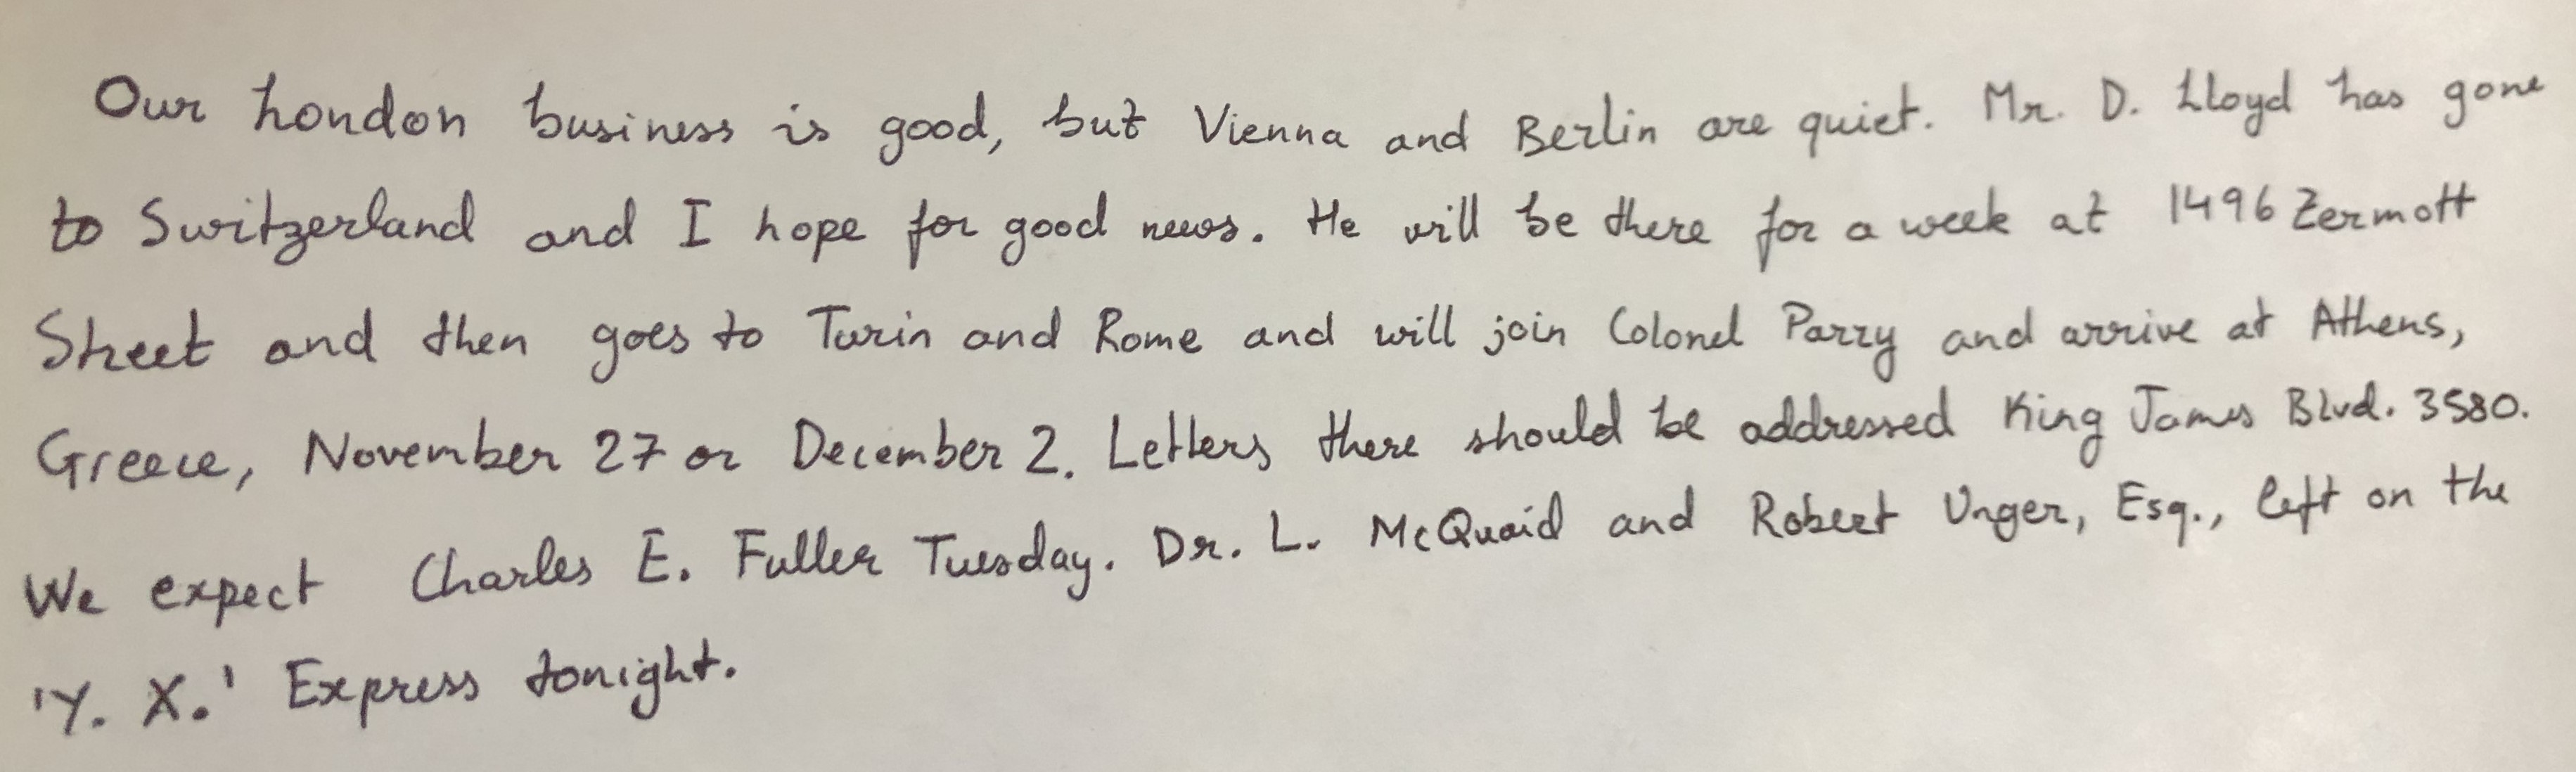 Our London business is good, but Vienna and Berlin are quiet. Mr. D. Lloyd has gone
to Switzerland and I hope for good news. He will be there for a week at 1496 Zermott
Street and then goes to Turin and Rome and will join Colonel Parry and arrive at Athens,
Greece, November 27 or December 2. Letters there should be addressed King James Blvd. 3580.
We expect Charles E. Fuller Tuesday. Dr. L. McQuaid and Robert Unger, Esq., left on the
'Y. X.' Express tonight.